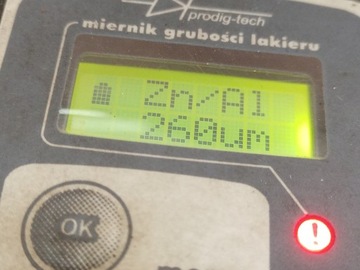 prodig-tech
miernik grubości lakieru
Zn/Al
260um
OK
!